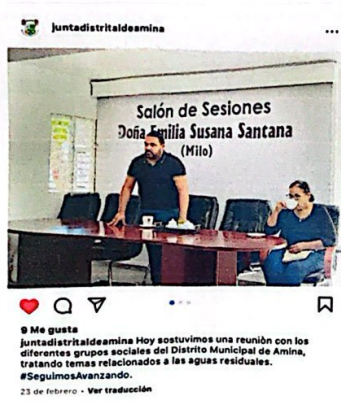 juntadistritaldeamina
Salón de Sesiones
Doña Emilia Susana Santana
(Milo)
9 Me gusta
juntadistritaldeamina Hoy sostuvimos una reunión con los
diferentes grupos sociales del Distrito Municipal de Amina,
tratando temas relacionados a las aguas residuales.
#SeguimosAvanzando.
23 de febrero · Ver traducción